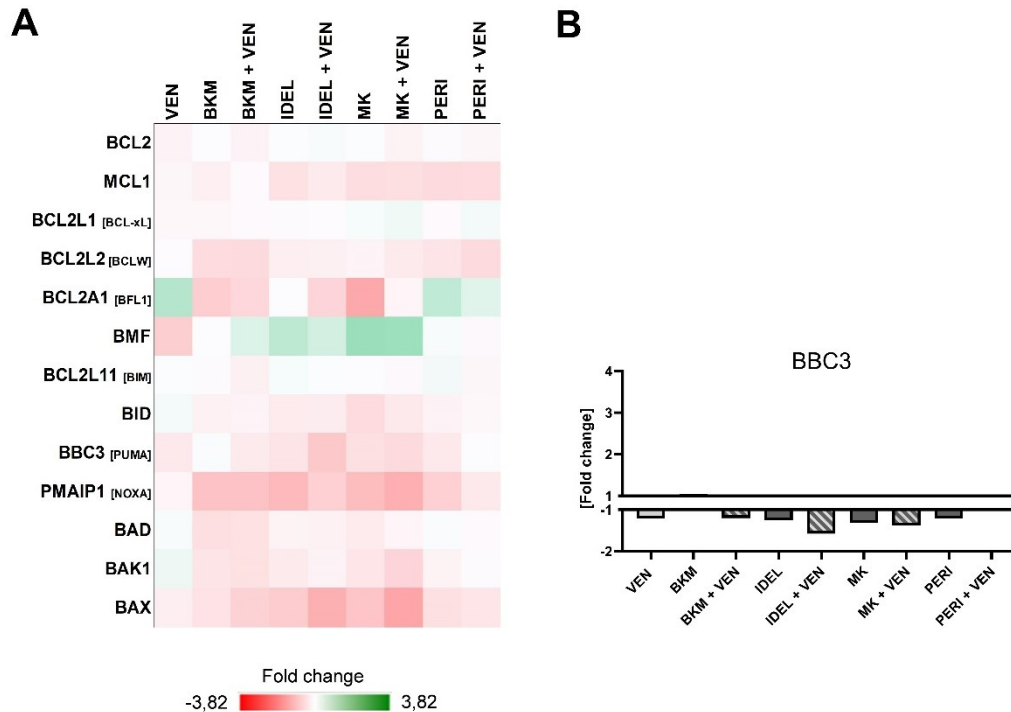 A
VEN
BKM
BKM + VEN
IDEL
IDEL + VEN
MK
MK + VEN
PERI
PERI + VEN
BCL2
MCL1
BCL2L1 [BCL-xL]
BCL2L2 [BCLW]
BCL2A1 [BFL1]
BMF
BCL2L11 [BIM]
BID
BBC3 [PUMA]
PMAIP1 [NOXA]
BAD
BAK1
BAX
Fold change
-3,82 3,82
B
BBC3
[Fold change]
4
3
2
1
-1
-2
VEN
BKM
BKM + VEN
IDEL
IDEL + VEN
MK
MK + VEN
PERI
PERI + VEN